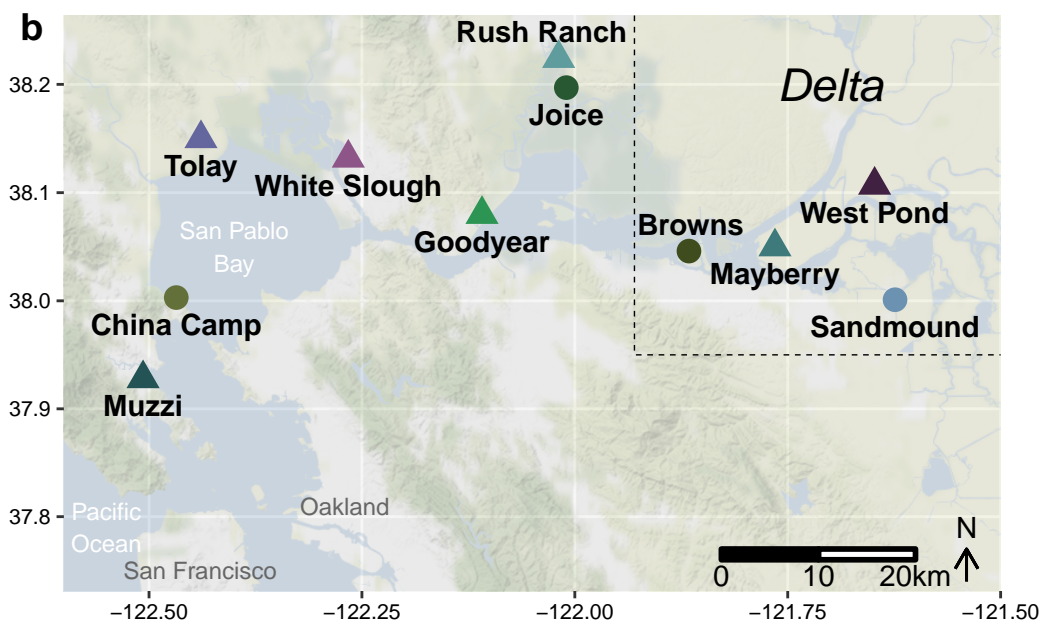 b
Rush Ranch
38.2
Delta
Joice
Tolay
White Slough
38.1
West Pond
San Pablo
Bay
Goodyear
Browns
Mayberry
38.0
China Camp
Sandmound
37.9
Muzzi
37.8
Pacific
Ocean
Oakland
San Francisco
N
0 10 20km
−122.50 −122.25 −122.00 −121.75 −121.50